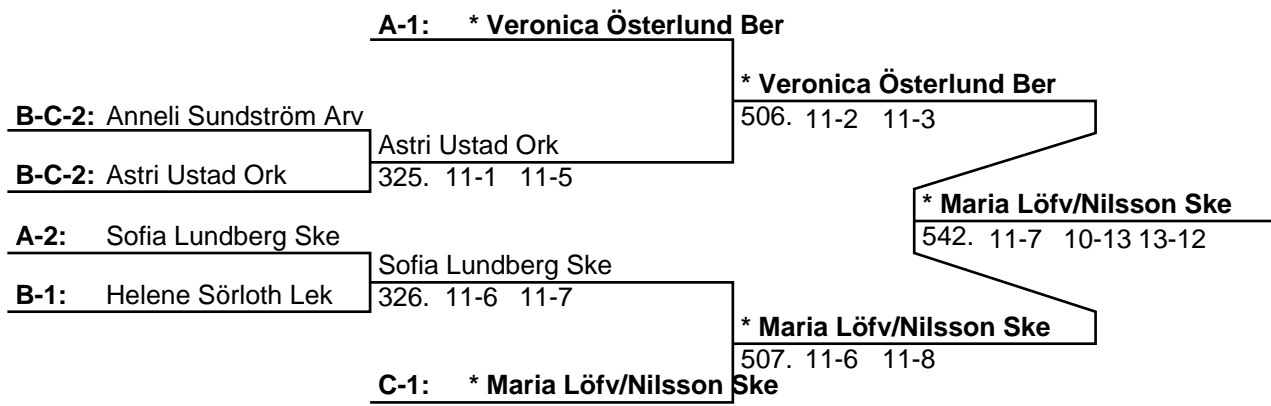 A-1: * Veronica Österlund Ber
* Veronica Österlund Ber
506. 11-2 11-3
B-C-2: Anneli Sundström Arv
Astri Ustad Ork
B-C-2: Astri Ustad Ork
325. 11-1 11-5
* Maria Löfv/Nilsson Ske
542. 11-7 10-13 13-12
A-2: Sofia Lundberg Ske
Sofia Lundberg Ske
B-1: Helene Sörloth Lek
326. 11-6 11-7
* Maria Löfv/Nilsson Ske
507. 11-6 11-8
C-1: * Maria Löfv/Nilsson Ske